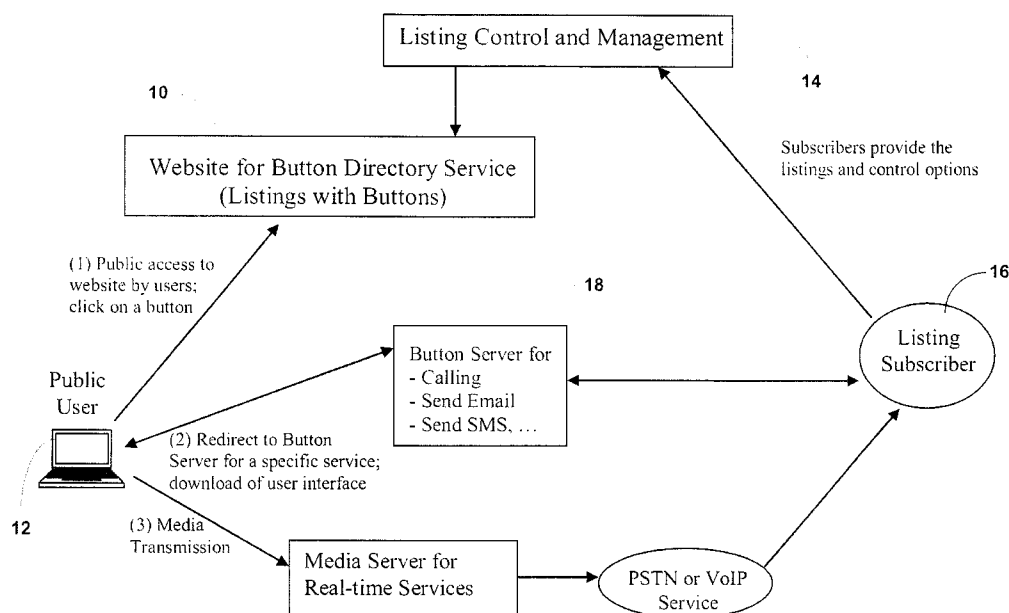 Listing Control and Management
14
10
Website for Button Directory Service
(Listings with Buttons)
Subscribers provide the
listings and control options
(1) Public access to
website by users;
click on a button
18
16
Listing
Subscriber
Button Server for
- Calling
- Send Email
- Send SMS, ...
Public
User
(2) Redirect to Button
Server for a specific service;
download of user interface
12
(3) Media
Transmission
Media Server for
Real-time Services
PSTN or VoIP
Service